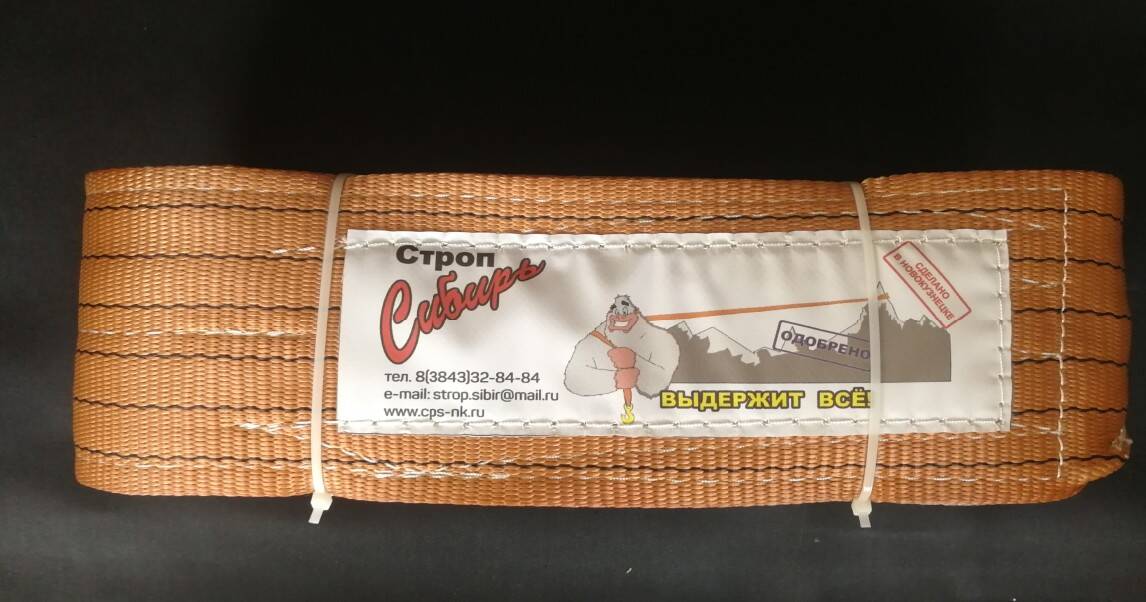 Строп
Сибирь
тел. 8(3843)32-84-84
e-mail: strop.sibir@mail.ru
www.cps-nk.ru
СДЕЛАНО
В НОВОКУЗНЕЦКЕ
ОДОБРЕНО
ВЫДЕРЖИТ ВСЁ!